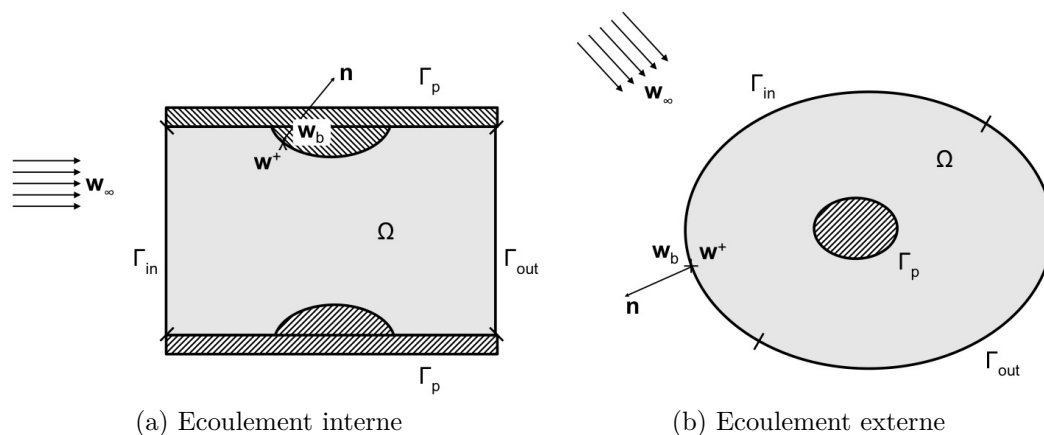 n
Γp
wb
w+
w∞
Ω
Γin
Γout
Γp
(a) Ecoulement interne
w∞
Γin
Ω
wb w+
Γp
n
Γout
(b) Ecoulement externe